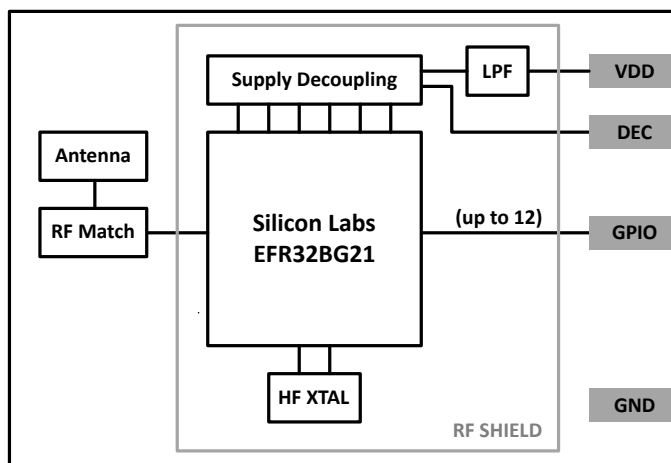 Supply Decoupling
LPF
VDD
DEC
Antenna
RF Match
Silicon Labs
EFR32BG21
(up to 12)
GPIO
HF XTAL
GND
RF SHIELD